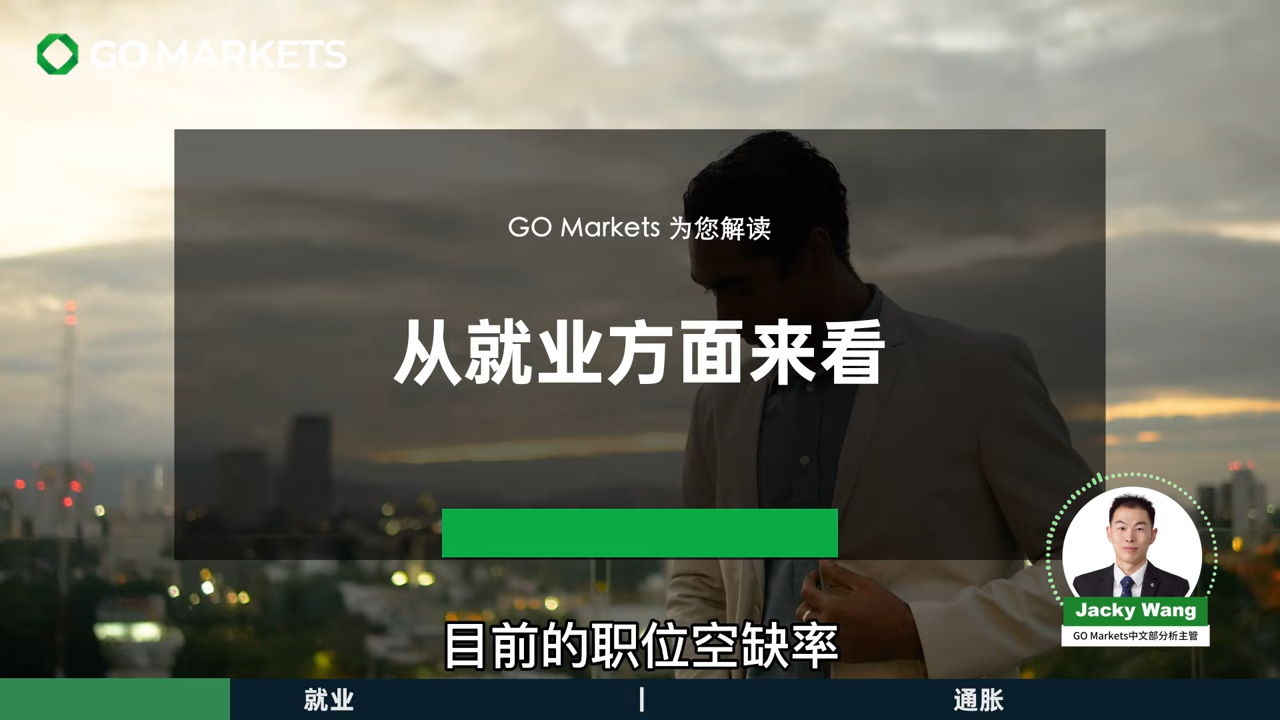 GO MARKETS
GO Markets 为您解读
从就业方面来看
Jacky Wang
GO Markets中文部分析主管
目前的职位空缺率
就业 | 通胀